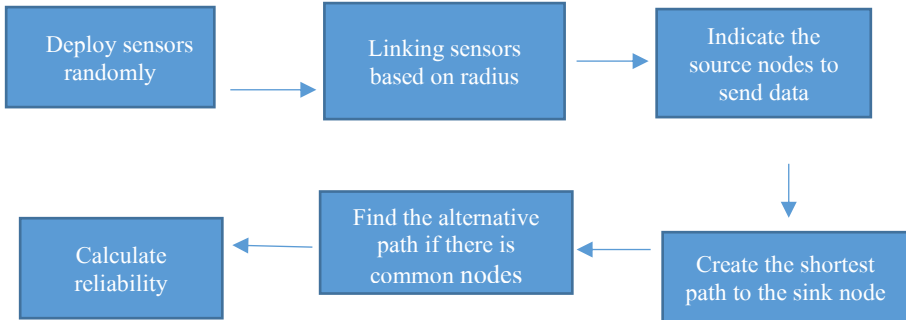 Deploy sensors
randomly
Linking sensors
based on radius
Indicate the
source nodes to
send data
Create the shortest
path to the sink node
Find the alternative
path if there is
common nodes
Calculate
reliability